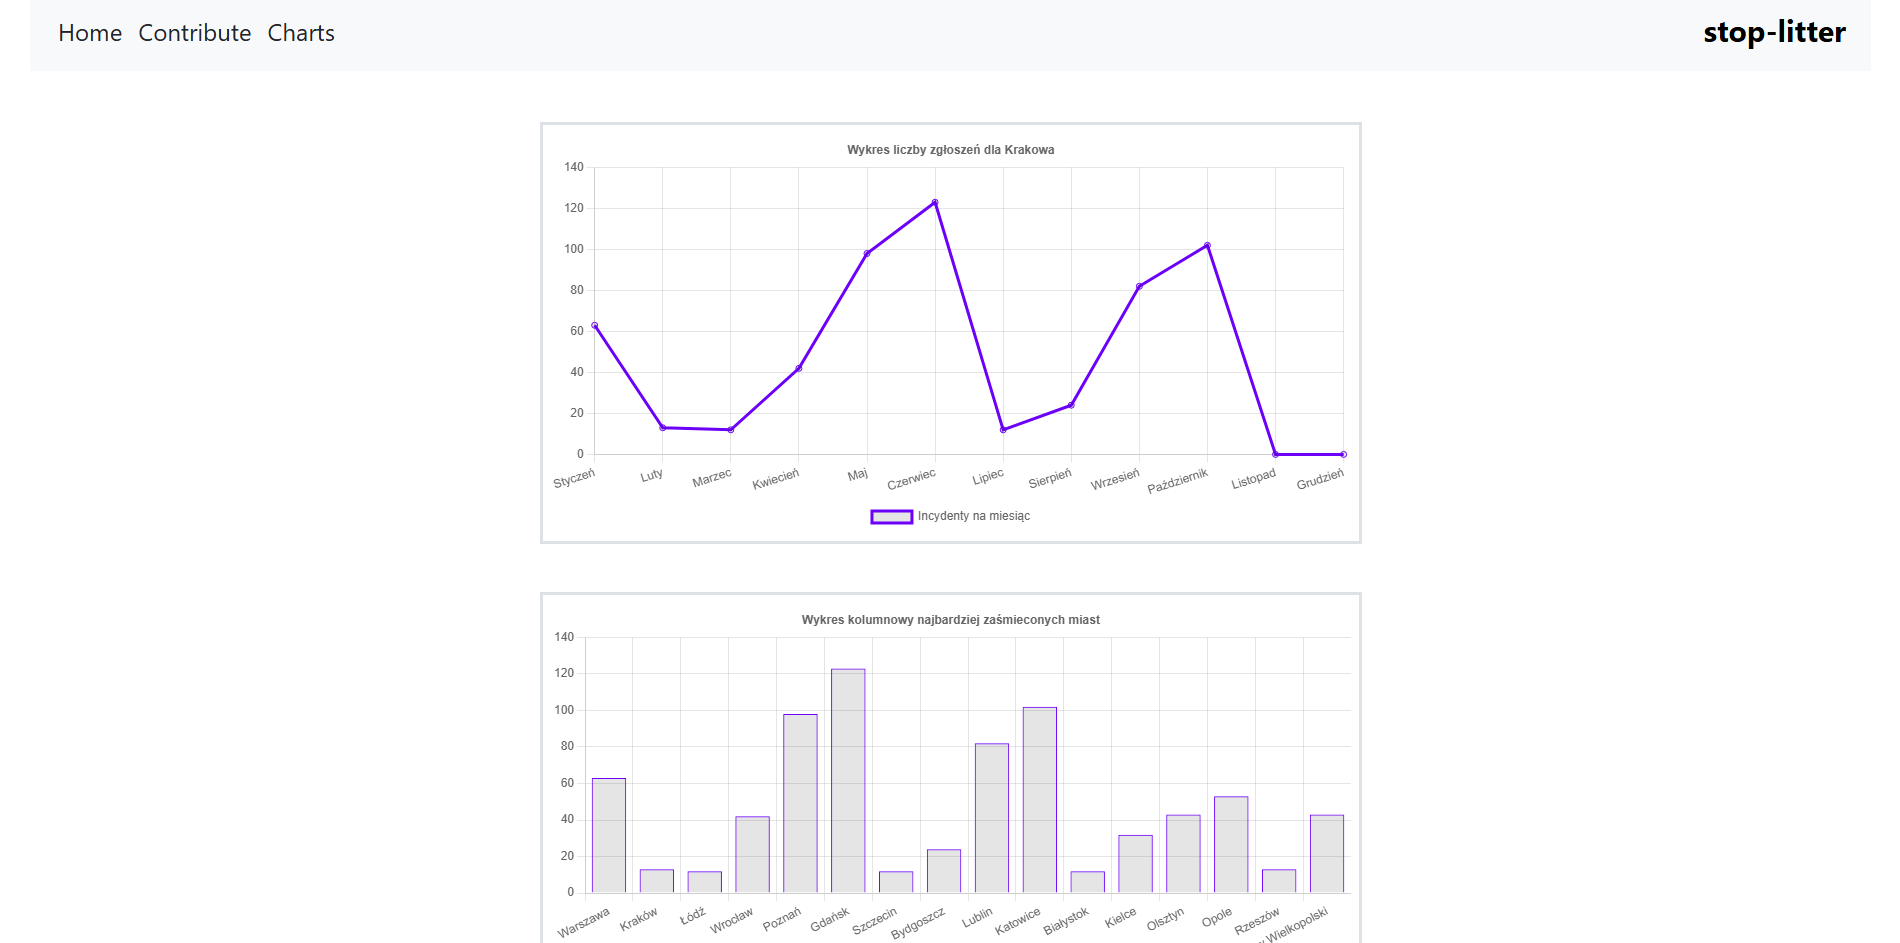 Home Contribute Charts stop-litter
Wykres liczby zgłoszeń dla Krakowa
140
120
100
80
60
40
20
0
Styczeń Luty Marzec Kwiecień Maj Czerwiec Lipiec Sierpień Wrzesień Październik Listopad Grudzień
Incydenty na miesiąc
Wykres kolumnowy najbardziej zaśmieconych miast
140
120
100
80
60
40
20
0
Warszawa Kraków Łódź Wrocław Poznań Gdańsk Szczecin Bydgoszcz Lublin Katowice Białystok Kielce Olsztyn Opole Rzeszów Wielkopolski